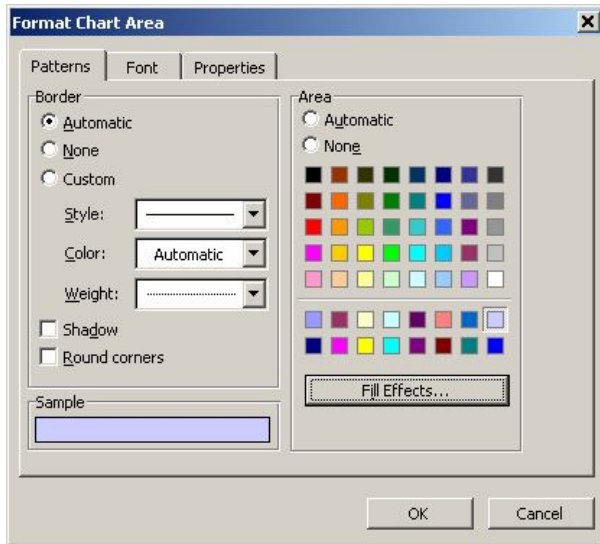 Format Chart Area
Patterns
Font
Properties
Border
Automatic
None
Custom
Style:
Color:
Automatic
Weight:
Shadow
Round corners
Sample
Area
Automatic
None
Fill Effects...
OK
Cancel